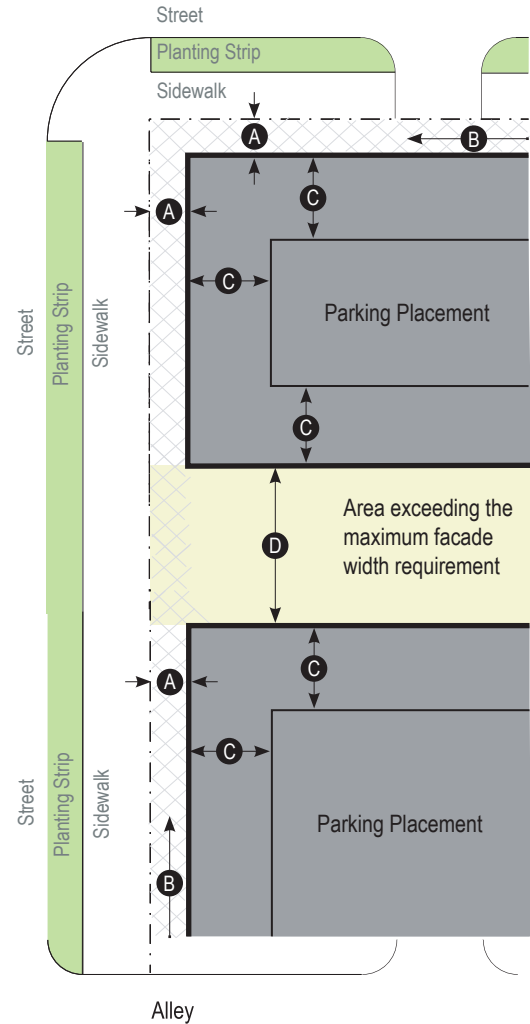 Street
Planting Strip
Sidewalk
A
B
A
C
C
Parking Placement
Street
Planting Strip
Sidewalk
C
D
Area exceeding the
maximum facade
width requirement
A
C
C
Street
Planting Strip
Sidewalk
Parking Placement
B
Alley